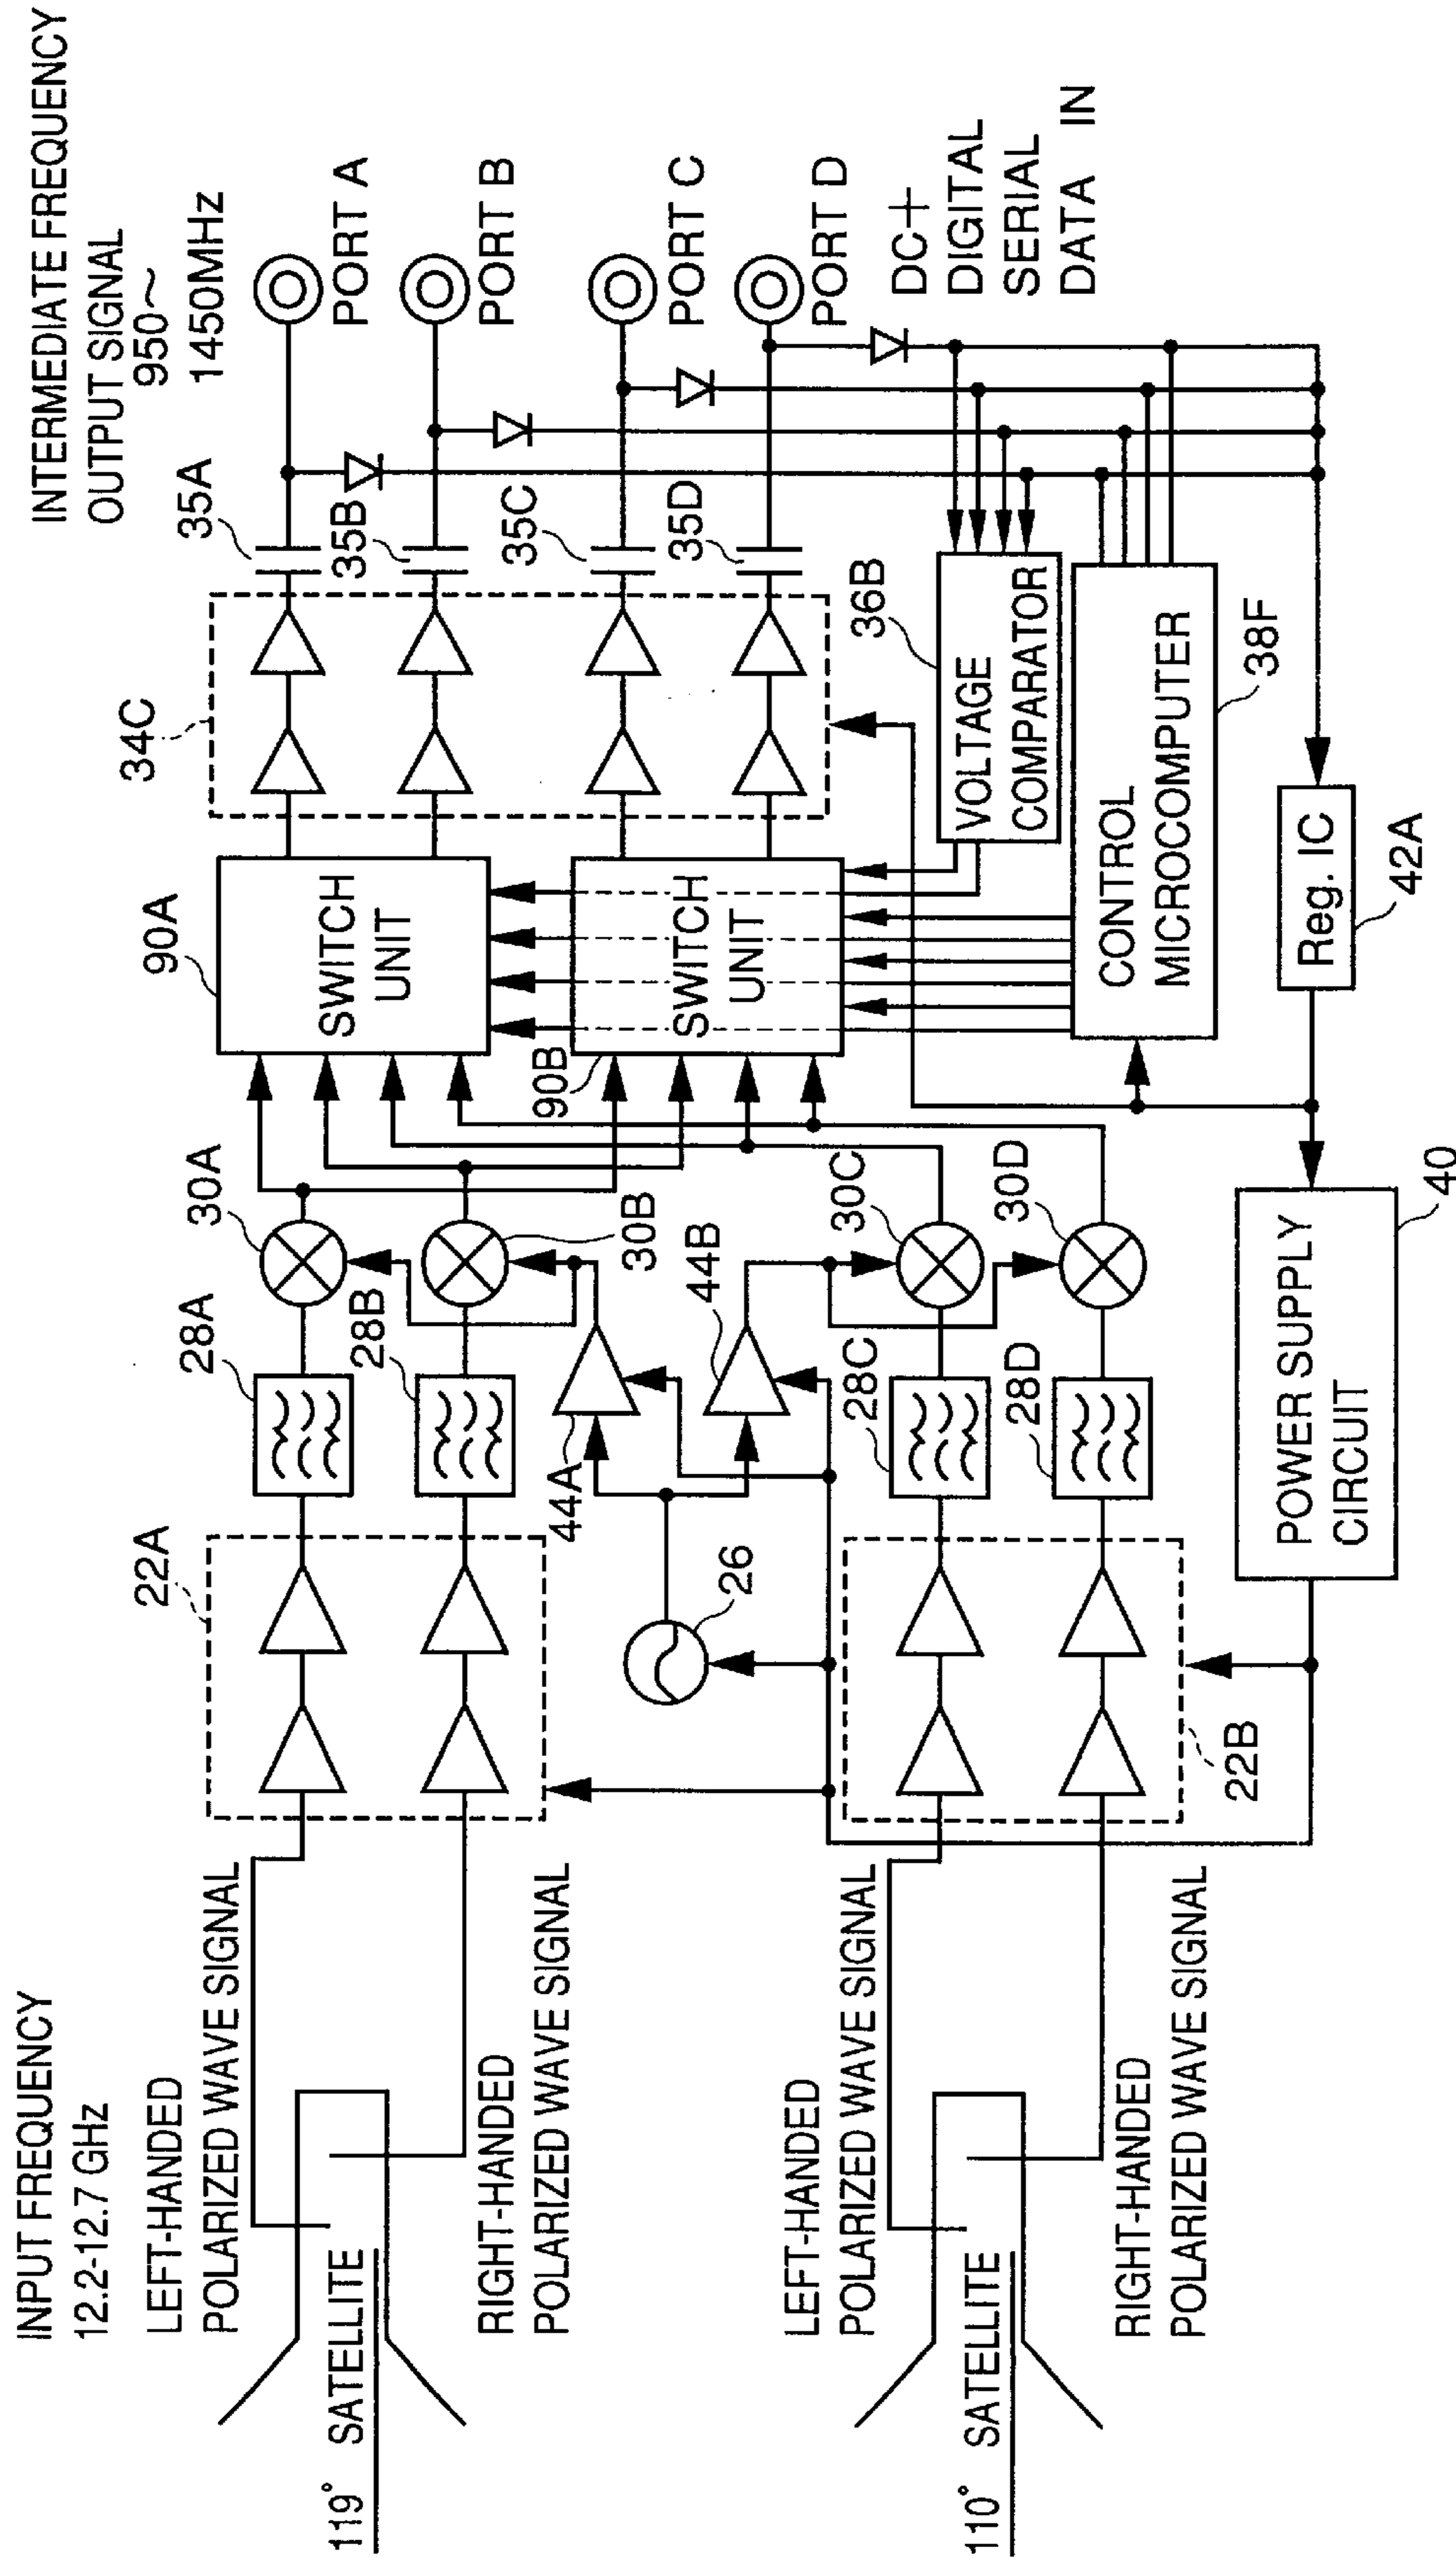 INPUT FREQUENCY
12.2-12.7 GHz
LEFT-HANDED
POLARIZED WAVE SIGNAL
119° SATELLITE
RIGHT-HANDED
POLARIZED WAVE SIGNAL
22A
28A
28B
30A
30B
44A
44B
26
90A
SWITCH
UNIT
90B
SWITCH
UNIT
34C
35A
35B
35C
35D
INTERMEDIATE FREQUENCY
OUTPUT SIGNAL
950~
1450MHz
PORT A
PORT B
PORT C
PORT D
DC+
DIGITAL
SERIAL
DATA IN
LEFT-HANDED
POLARIZED WAVE SIGNAL
110° SATELLITE
RIGHT-HANDED
POLARIZED WAVE SIGNAL
22B
28C
28D
30C
30D
36B
VOLTAGE
COMPARATOR
CONTROL
MICROCOMPUTER
38F
POWER SUPPLY
CIRCUIT
40
Reg. IC
42A